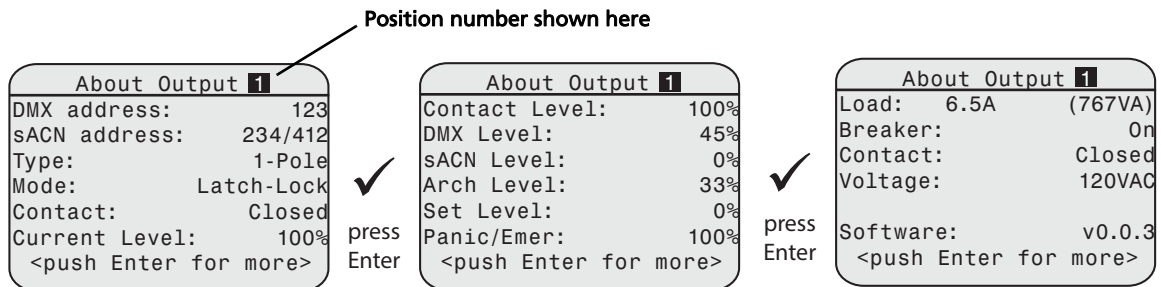 Position number shown here
About Output 1
DMX address: 123
sACN address: 234/412
Type: 1-Pole
Mode: Latch-Lock
Contact: Closed
Current Level: 100%
<push Enter for more>
press
Enter
About Output 1
Contact Level: 100%
DMX Level: 45%
sACN Level: 0%
Arch Level: 33%
Set Level: 0%
Panic/Emer: 100%
<push Enter for more>
press
Enter
About Output 1
Load: 6.5A (767VA)
Breaker: On
Contact: Closed
Voltage: 120VAC
Software: v0.0.3
<push Enter for more>